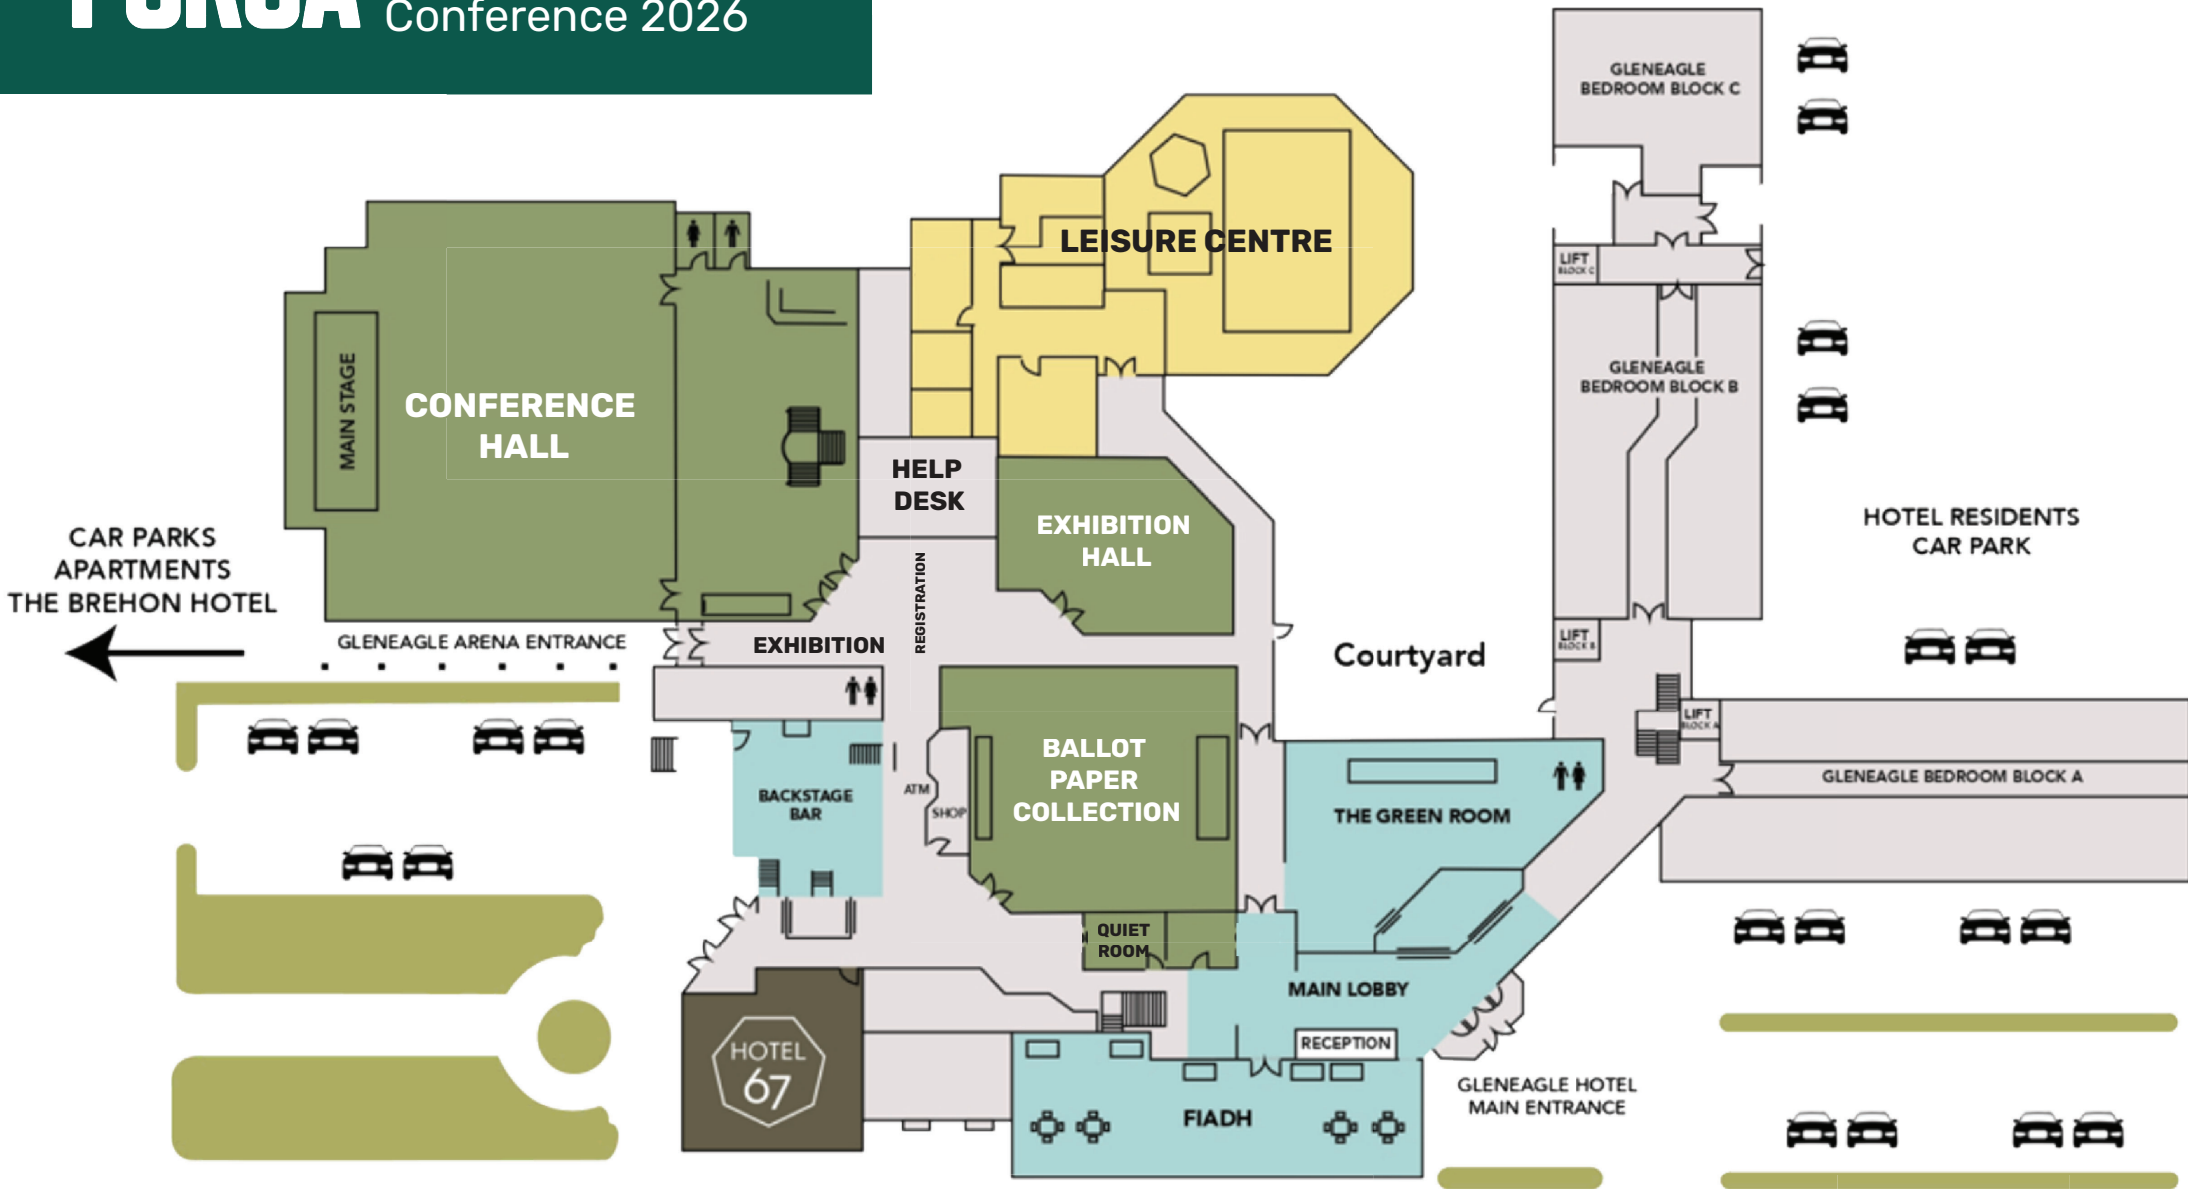 Conference 2026
GLENEAGLE
BEDROOM BLOCK C
LEISURE CENTRE
LIFT
BLOCK C
MAIN STAGE
CONFERENCE
HALL
GLENEAGLE
BEDROOM BLOCK B
HELP
DESK
EXHIBITION
HALL
HOTEL RESIDENTS
CAR PARK
CAR PARKS
APARTMENTS
THE BREHON HOTEL
REGISTRATION
GLENEAGLE ARENA ENTRANCE
EXHIBITION
Courtyard
LIFT
BLOCK B
LIFT
BLOCK A
BALLOT
PAPER
COLLECTION
GLENEAGLE BEDROOM BLOCK A
BACKSTAGE
BAR
ATM
SHOP
THE GREEN ROOM
QUIET
ROOM
MAIN LOBBY
RECEPTION
HOTEL
67
FIADH
GLENEAGLE HOTEL
MAIN ENTRANCE